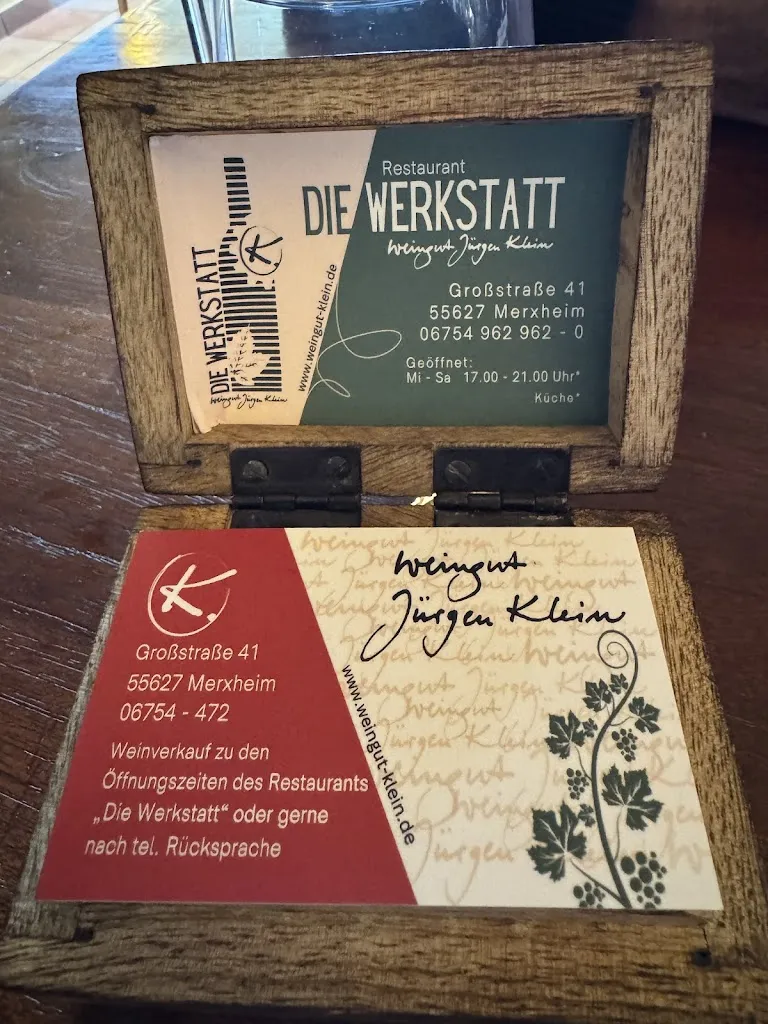 Restaurant
DIE WERKSTATT
Weingut Jürgen Klein
Großstraße 41
55627 Merxheim
06754 962 962 - 0
Geöffnet:
Mi - Sa 17.00 - 21.00 Uhr*
Küche*
www.weingut-klein.de
DIE WERKSTATT
K.
Weingut Jürgen Klein
K.
Großstraße 41
55627 Merxheim
06754 - 472
Weinverkauf zu den
Öffnungszeiten des Restaurants
„Die Werkstatt“ oder gerne
nach tel. Rücksprache
www.weingut-klein.de
Weingut
Jürgen Klein